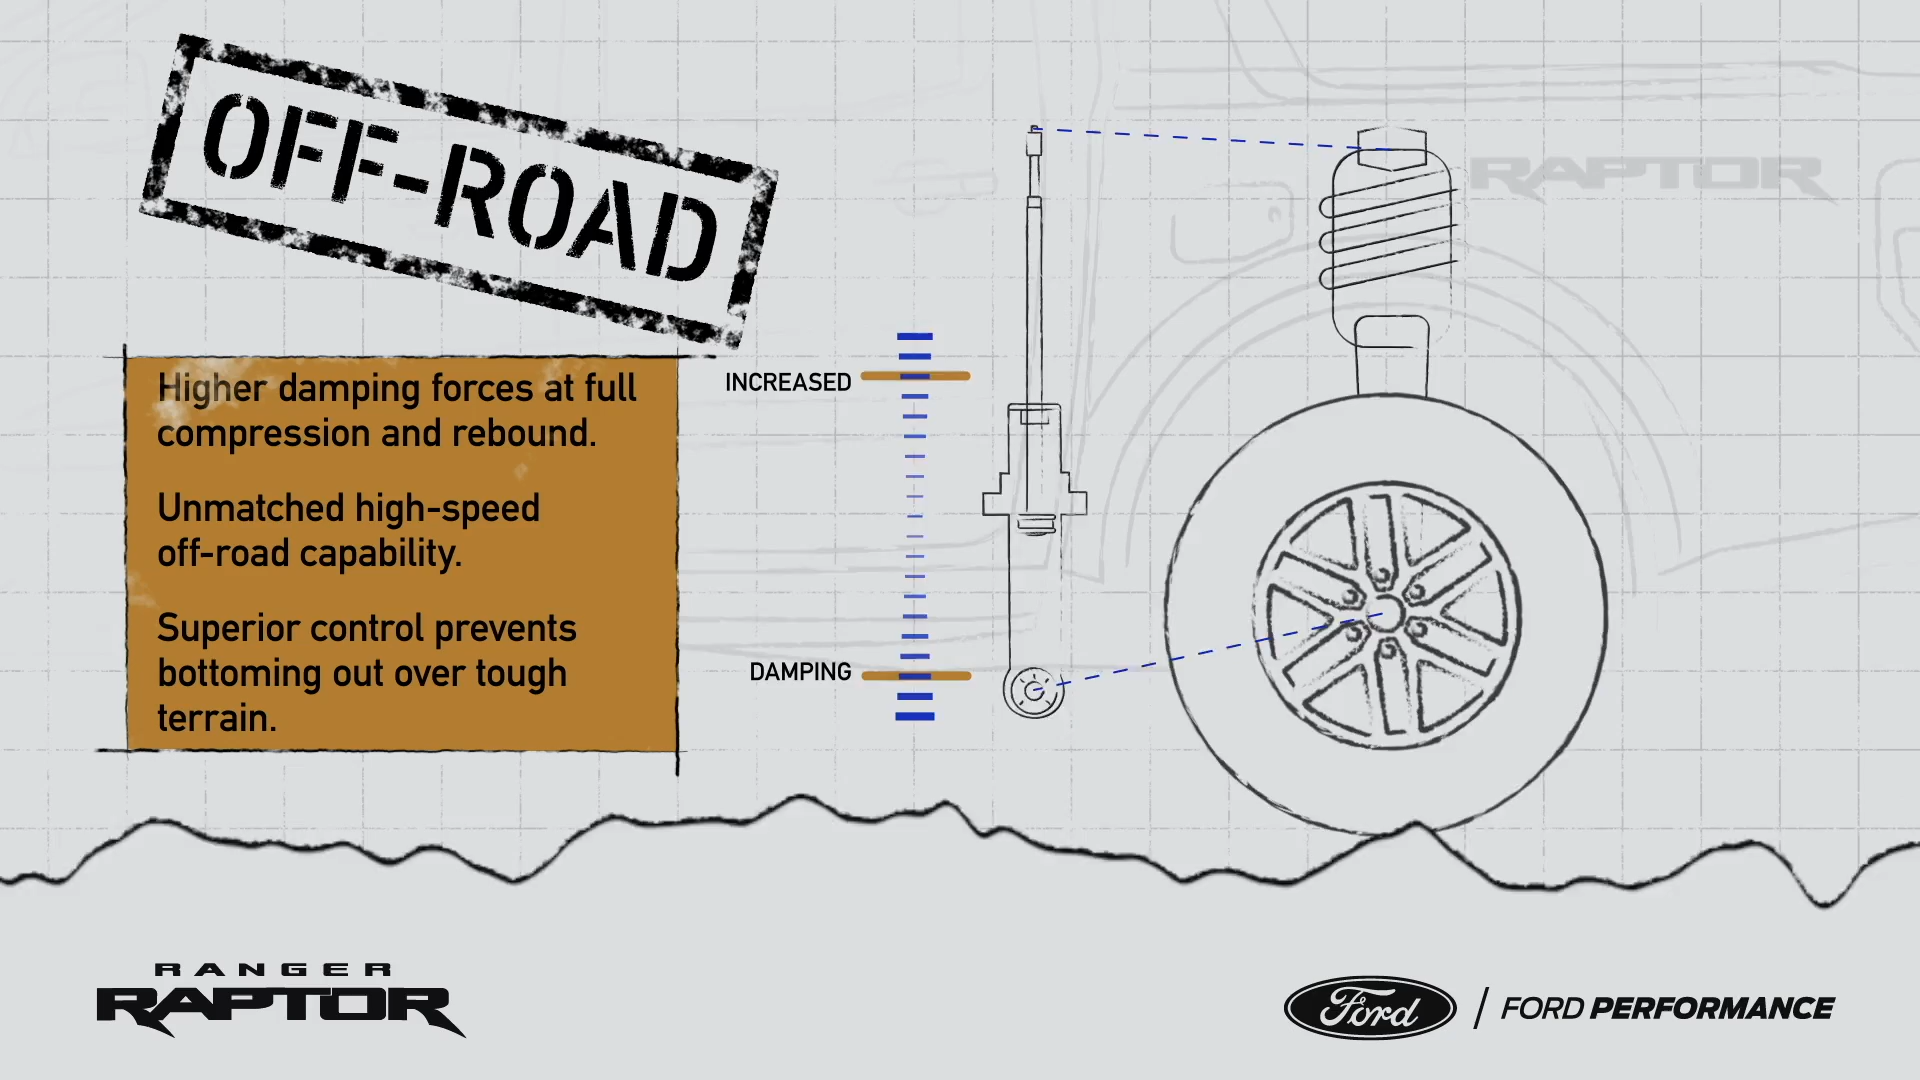 OFF-ROAD
Higher damping forces at full
compression and rebound.
Unmatched high-speed
off-road capability.
Superior control prevents
bottoming out over tough
terrain.
INCREASED
DAMPING
RAPTOR
RANGER
RAPTOR
Ford
FORD PERFORMANCE